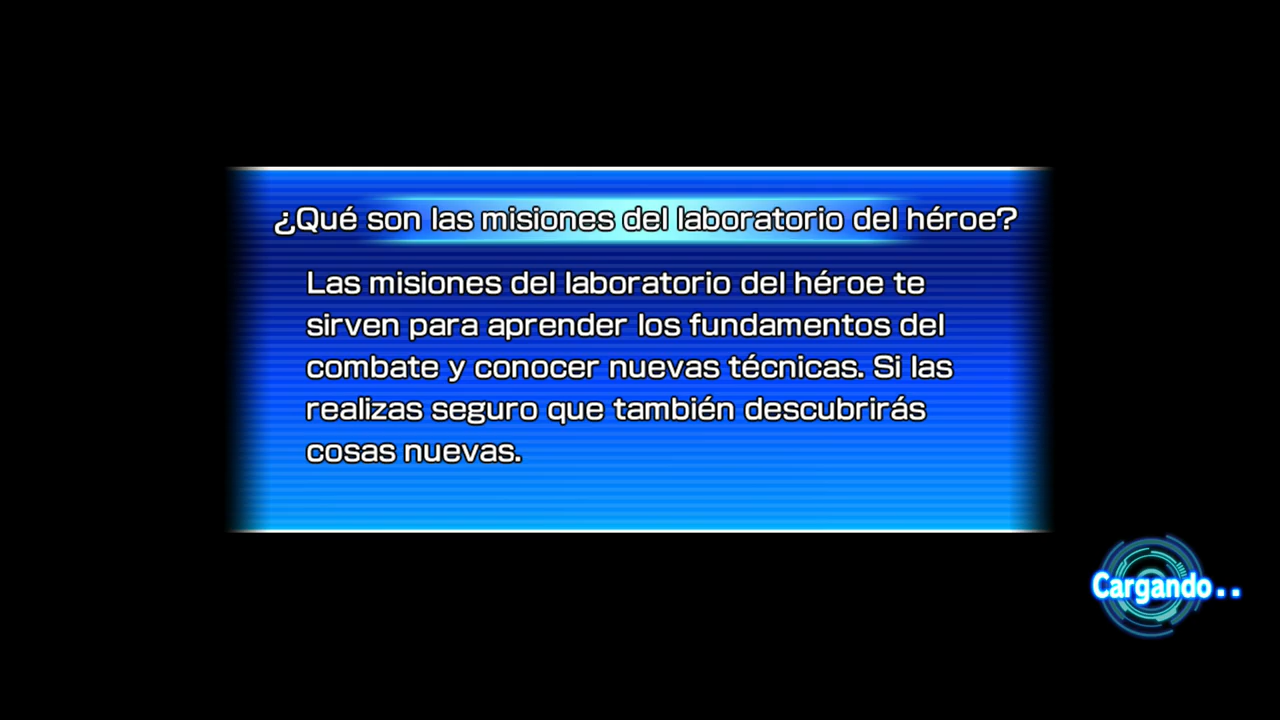 ¿Qué son las misiones del laboratorio del héroe?
Las misiones del laboratorio del héroe te
sirven para aprender los fundamentos del
combate y conocer nuevas técnicas. Si las
realizas seguro que también descubrirás
cosas nuevas.
Cargando..